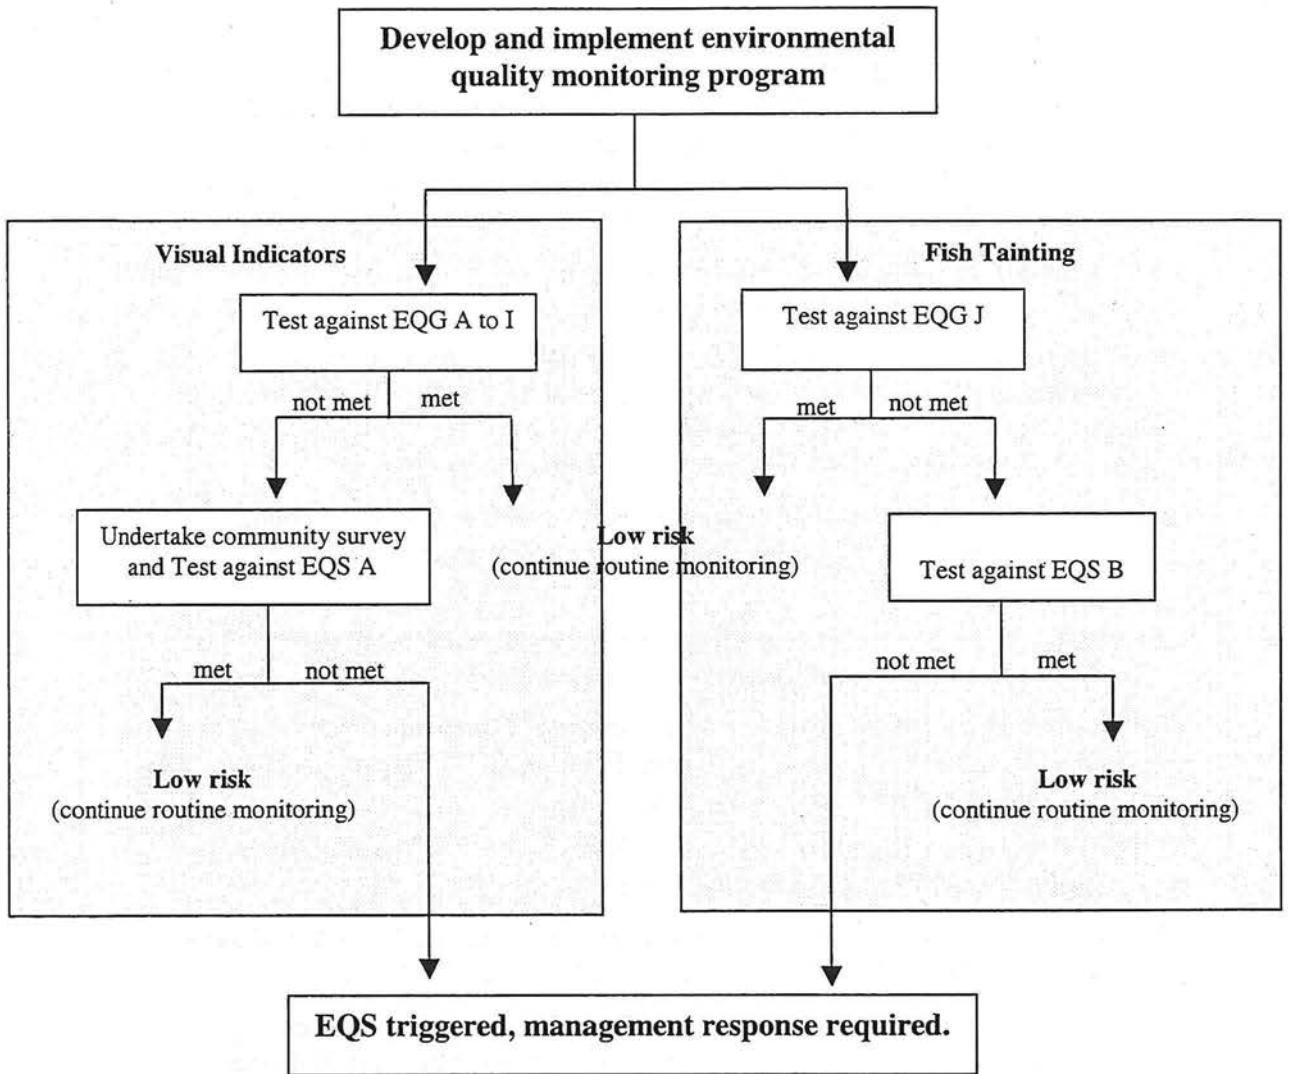 Develop and implement environmental
quality monitoring program
Visual Indicators
Test against EQG A to I
not met
met
Undertake community survey
and Test against EQS A
met
not met
Low risk
(continue routine monitoring)
Low risk
(continue routine monitoring)
Fish Tainting
Test against EQG J
met
not met
Test against EQS B
not met
met
Low risk
(continue routine monitoring)
EQS triggered, management response required.